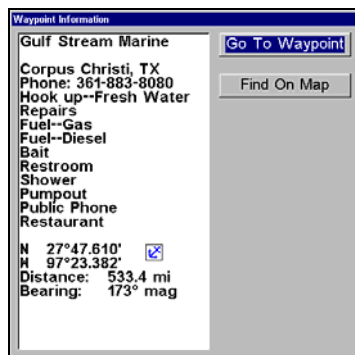 Waypoint Information
Gulf Stream Marine
Go To Waypoint
Corpus Christi, TX
Phone: 361-883-8080
Find On Map
Hook up--Fresh Water
Repairs
Fuel--Gas
Fuel--Diesel
Bait
Restroom
Shower
Pumpout
Public Phone
Restaurant
N 27°47.610'
W 97°23.382'
Distance: 533.4 mi
Bearing: 173° mag